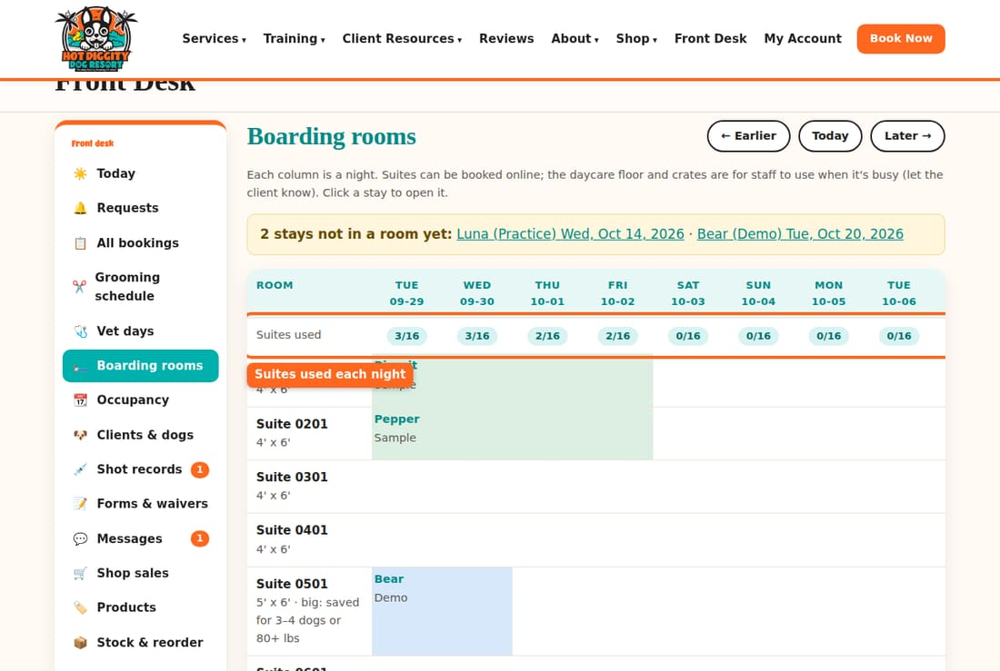 HOT DIGGITY
DOG RESORT
Services ▾
Training ▾
Client Resources ▾
Reviews
About ▾
Shop ▾
Front Desk
My Account
Book Now
Front Desk
Front desk
☀️ Today
🔔 Requests
📋 All bookings
✂️ Grooming
schedule
🩺 Vet days
🛏️ Boarding rooms
📆 Occupancy
🐶 Clients & dogs
💉 Shot records 1
📝 Forms & waivers
💬 Messages 1
🛒 Shop sales
🏷️ Products
📦 Stock & reorder
Boarding rooms
← Earlier
Today
Later →
Each column is a night. Suites can be booked online; the daycare floor and crates are for staff to use when it's busy (let the
client know). Click a stay to open it.
2 stays not in a room yet: Luna (Practice) Wed, Oct 14, 2026 · Bear (Demo) Tue, Oct 20, 2026
ROOM TUE WED THU FRI SAT SUN MON TUE
09-29 09-30 10-01 10-02 10-03 10-04 10-05 10-06
Suites used 3/16 3/16 2/16 2/16 0/16 0/16 0/16 0/16
Suites used each night
4' x 6'
Suite 0201
4' x 6'
Pepper
Sample
Suite 0301
4' x 6'
Suite 0401
4' x 6'
Suite 0501
5' x 6' · big: saved
for 3–4 dogs or
80+ lbs
Bear
Demo